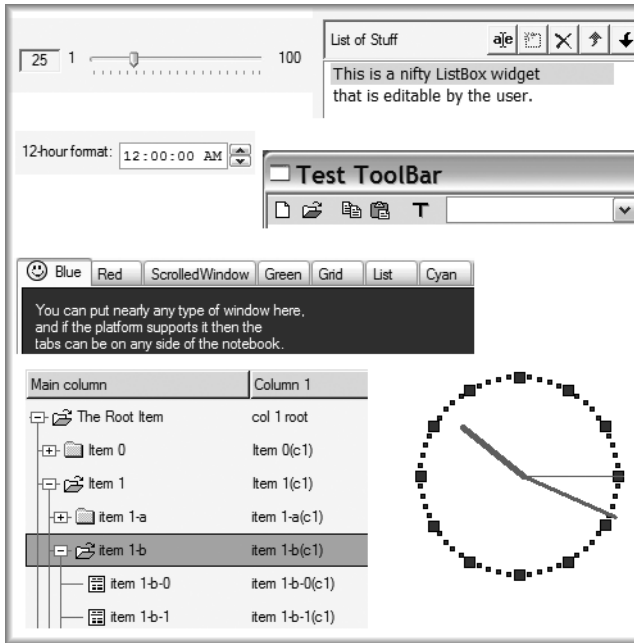 25 1 100
List of Stuff
This is a nifty ListBox widget
that is editable by the user.
12-hour format: 12:00:00 AM
Test ToolBar
T
Blue Red ScrolledWindow Green Grid List Cyan
You can put nearly any type of window here,
and if the platform supports it then the
tabs can be on any side of the notebook.
Main column Column 1
The Root Item col 1 root
Item 0 Item 0(c1)
Item 1 Item 1(c1)
item 1-a item 1-a(c1)
item 1-b item 1-b(c1)
item 1-b-0 item 1-b-0(c1)
item 1-b-1 item 1-b-1(c1)